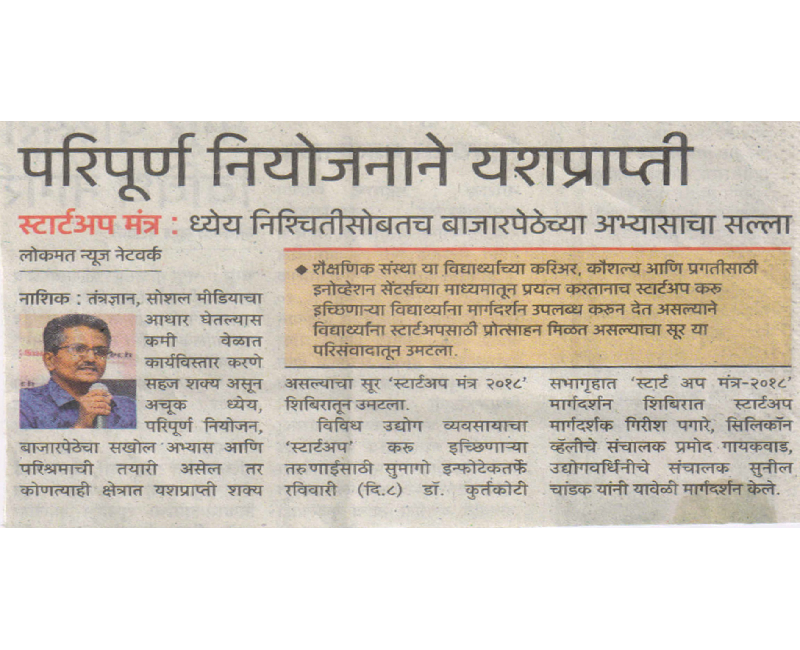 परिपूर्ण नियोजनाने यशप्राप्ती
स्टार्टअप मंत्र : ध्येय निश्चितीसोबतच बाजारपेठेच्या अभ्यासाचा सल्ला
लोकमत न्यूज नेटवर्क
नाशिक : तंत्रज्ञान, सोशल मीडियाचा
आधार घेतल्यास
कमी वेळात
कार्यविस्तार करणे
सहज शक्य असून
अचूक ध्येय,
परिपूर्ण नियोजन,
बाजारपेठेचा सखोल अभ्यास आणि
परिश्रमाची तयारी असेल तर
कोणत्याही क्षेत्रात यशप्राप्ती शक्य
◆ शैक्षणिक संस्था या विद्यार्थ्यांच्या करिअर, कौशल्य आणि प्रगतीसाठी
इनोव्हेशन सेंटर्सच्या माध्यमातून प्रयत्न करतानाच स्टार्टअप करू
इच्छिणाऱ्या विद्यार्थ्यांना मार्गदर्शन उपलब्ध करून देत असल्याने
विद्यार्थ्यांना स्टार्टअपसाठी प्रोत्साहन मिळत असल्याचा सूर या
परिसंवादातून उमटला.
असल्याचा सूर ‘स्टार्टअप मंत्र २०१८’
शिबिरातून उमटला.
विविध उद्योग व्यवसायाचा
‘स्टार्टअप’ करू इच्छिणाऱ्या
तरुणाईसाठी सुमागो इन्फोटेकतर्फे
रविवारी (दि.८) डॉ. कुर्तकोटी
सभागृहात ‘स्टार्ट अप मंत्र-२०१८’
मार्गदर्शन शिबिरात स्टार्टअप
मार्गदर्शक गिरीश पगारे, सिलिकॉन
व्हॅलीचे संचालक प्रमोद गायकवाड,
उद्योगवर्धिनीचे संचालक सुनील
चांडक यांनी यावेळी मार्गदर्शन केले.